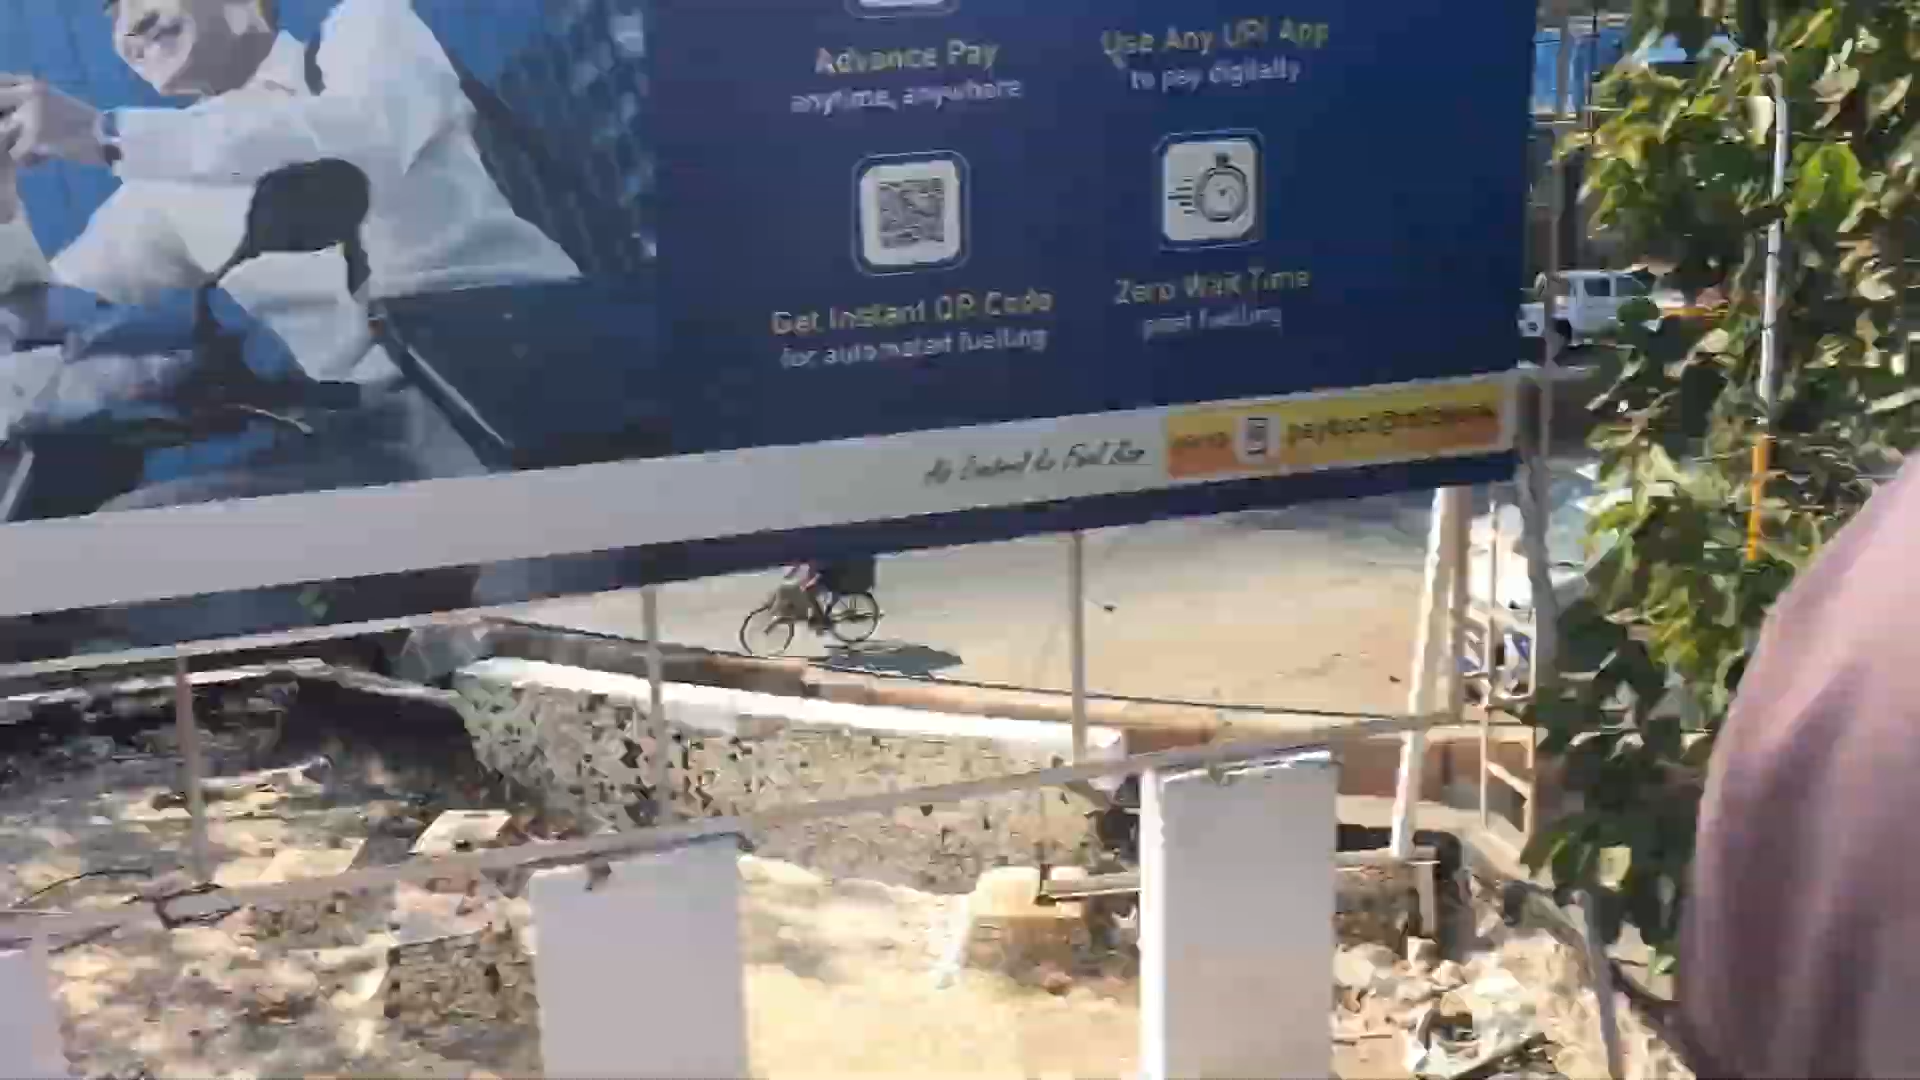 Advance Pay
anytime, anywhere
Use Any UPI App
to pay digitally
Get Instant QR Code
for automated fuelling
Zero Wait Time
post fuelling